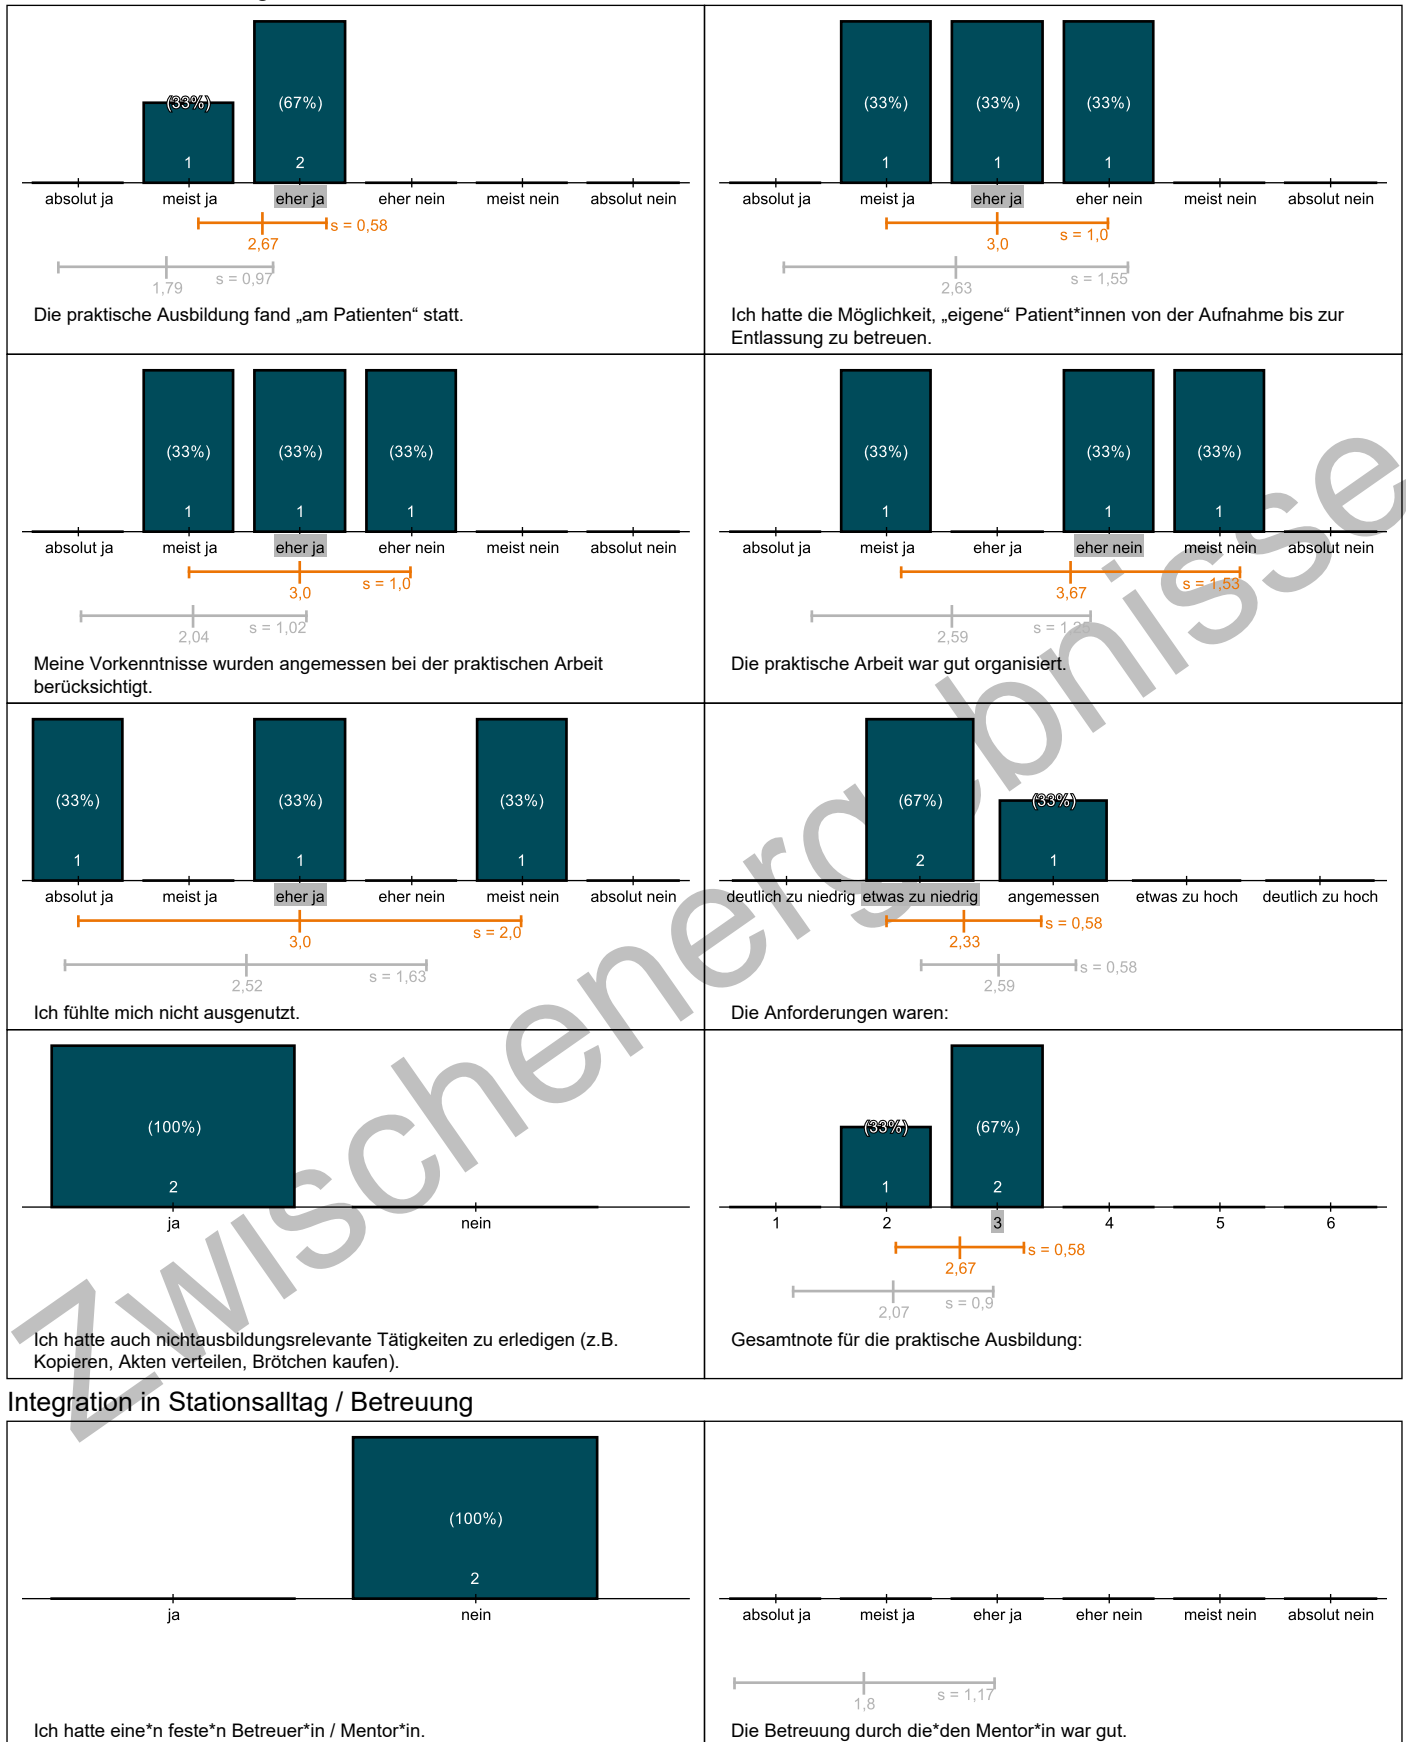 (33%)
(67%)
1
2
absolut ja meist ja eher ja eher nein meist nein absolut nein
s = 0,58
2,67
s = 0,97
1,79
Die praktische Ausbildung fand „am Patienten“ statt.
(33%) (33%) (33%)
1 1 1
absolut ja meist ja eher ja eher nein meist nein absolut nein
s = 1,0
3,0
s = 1,55
2,63
Ich hatte die Möglichkeit, „eigene“ Patient*innen von der Aufnahme bis zur
Entlassung zu betreuen.
(33%) (33%) (33%)
1 1 1
absolut ja meist ja eher ja eher nein meist nein absolut nein
s = 1,0
3,0
s = 1,02
2,04
Meine Vorkenntnisse wurden angemessen bei der praktischen Arbeit
berücksichtigt.
(33%) (33%) (33%)
1 1 1
absolut ja meist ja eher ja eher nein meist nein absolut nein
s = 1,53
3,67
s = 1,25
2,59
Die praktische Arbeit war gut organisiert.
(33%) (33%) (33%)
1 1 1
absolut ja meist ja eher ja eher nein meist nein absolut nein
s = 2,0
3,0
s = 1,63
2,52
Ich fühlte mich nicht ausgenutzt.
(67%) (33%)
2 1
deutlich zu niedrig etwas zu niedrig angemessen etwas zu hoch deutlich zu hoch
s = 0,58
2,33
s = 0,58
2,59
Die Anforderungen waren:
(100%)
2
ja nein
Ich hatte auch nichtausbildungsrelevante Tätigkeiten zu erledigen (z.B.
Kopieren, Akten verteilen, Brötchen kaufen).
(33%) (67%)
1 2
1 2 3 4 5 6
s = 0,58
2,67
s = 0,9
2,07
Gesamtnote für die praktische Ausbildung:
Integration in Stationsalltag / Betreuung
(100%)
2
ja nein
Ich hatte eine*n feste*n Betreuer*in / Mentor*in.
absolut ja meist ja eher ja eher nein meist nein absolut nein
s = 1,17
1,8
Die Betreuung durch die*den Mentor*in war gut.
Zwischenergebnisse